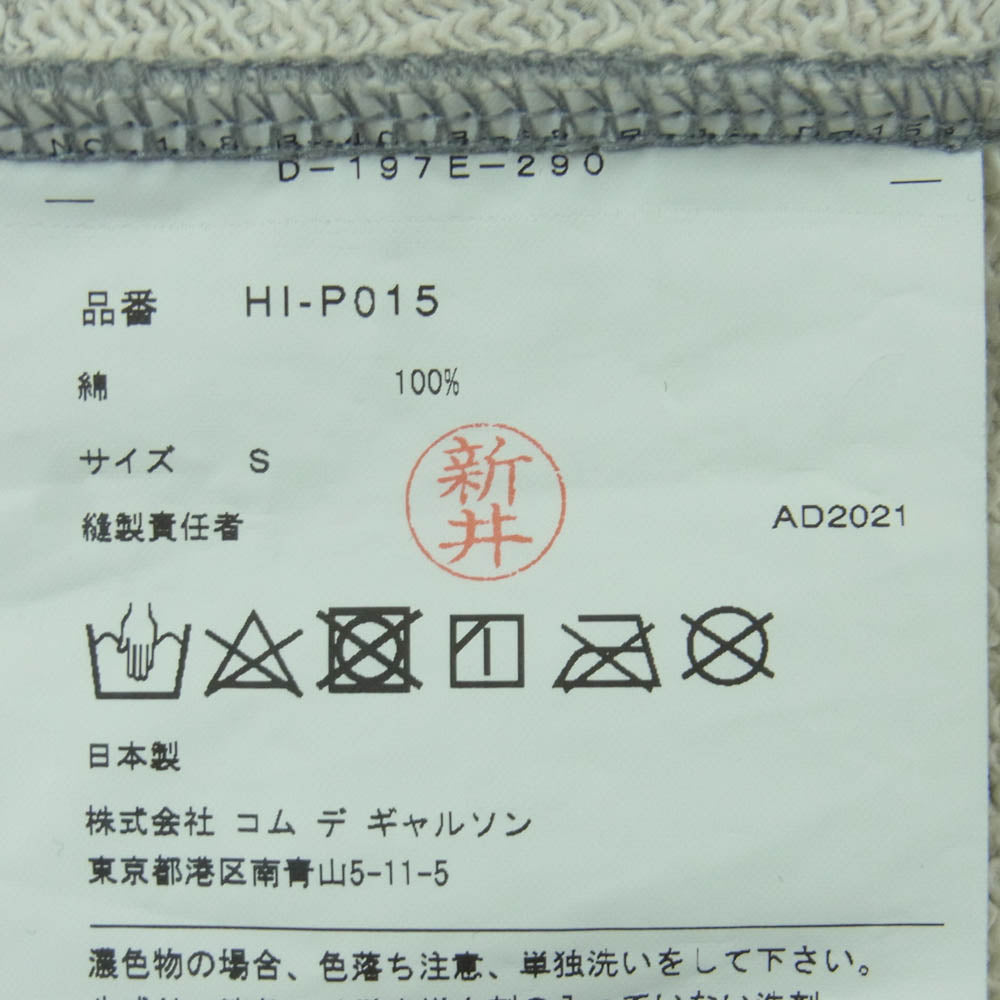 D-197E-290
品番 HI-P015
綿 100%
サイズ S
新井
縫製責任者
AD2021
日本製
株式会社 コム デ ギャルソン
東京都港区南青山5-11-5
濃色物の場合、色落ち注意、単独洗いをして下さい。